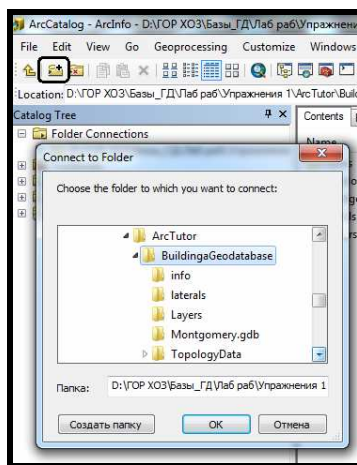 ArcCatalog - ArcInfo - D:\ГОР ХОЗ\Базы_ГД\Лаб раб\Упражнени
File Edit View Go Geoprocessing Customize Windows
Location: D:\ГОР ХОЗ\Базы_ГД\Лаб раб\Упражнения 1\ArcTutor\Buil
Catalog Tree
Contents
Folder Connections
Name
Connect to Folder
Choose the folder to which you want to connect:
ArcTutor
BuildingaGeodatabase
info
laterals
Layers
Montgomery.gdb
TopologyData
Папка: D:\ГОР ХОЗ\Базы_ГД\Лаб раб\Упражнения 1
Создать папку ОК Отмена